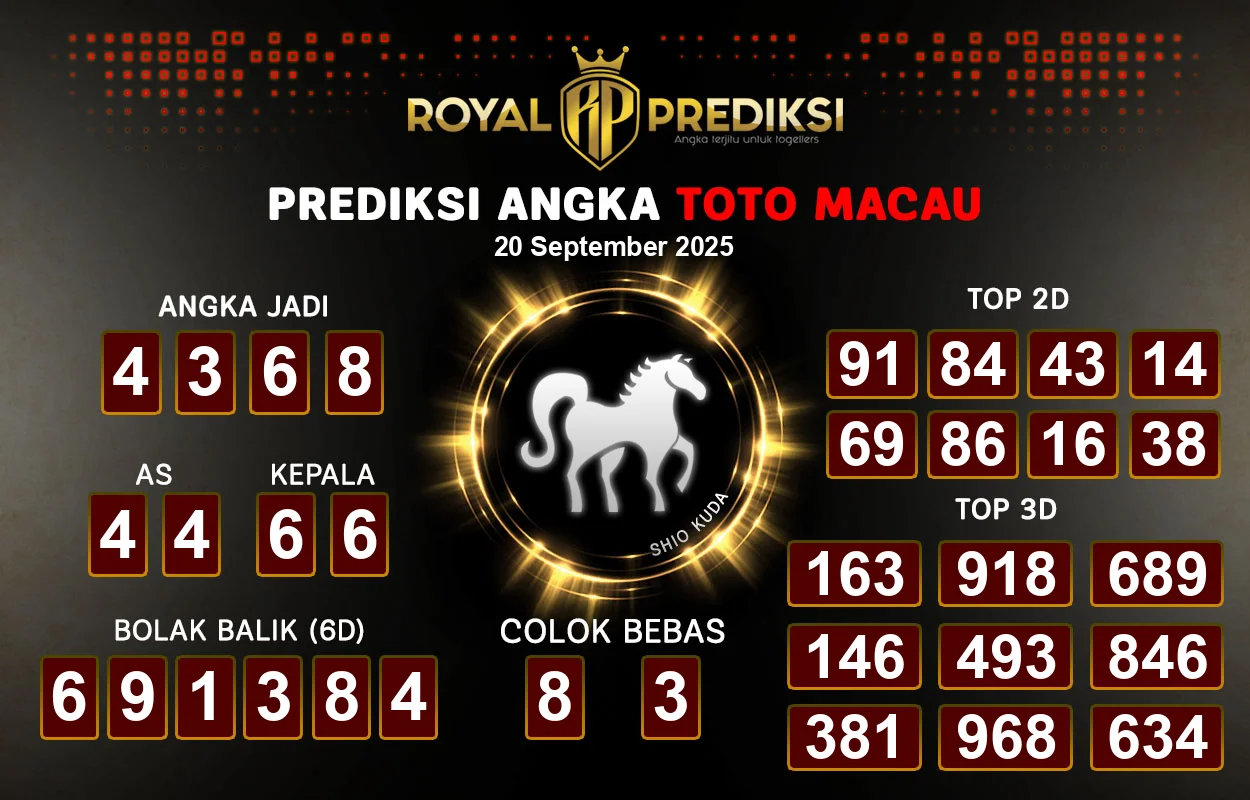 ROYAL RP PREDIKSI
Angka terjitu untuk togellers
PREDIKSI ANGKA TOTO MACAU
20 September 2025
ANGKA JADI
4 3 6 8
AS
4 4
KEPALA
6 6
BOLAK BALIK (6D)
6 9 1 3 8 4
SHIO KUDA
COLOK BEBAS
8 3
TOP 2D
91 84 43 14
69 86 16 38
TOP 3D
163 918 689
146 493 846
381 968 634